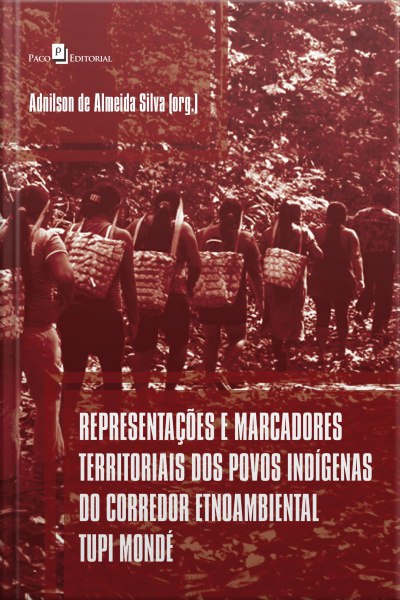 PACO EDITORIAL
Adnilson de Almeida Silva (org.)
REPRESENTAÇÕES E MARCADORES
TERRITORIAIS DOS POVOS INDÍGENAS
DO CORREDOR ETNOAMBIENTAL
TUPI MONDÉ